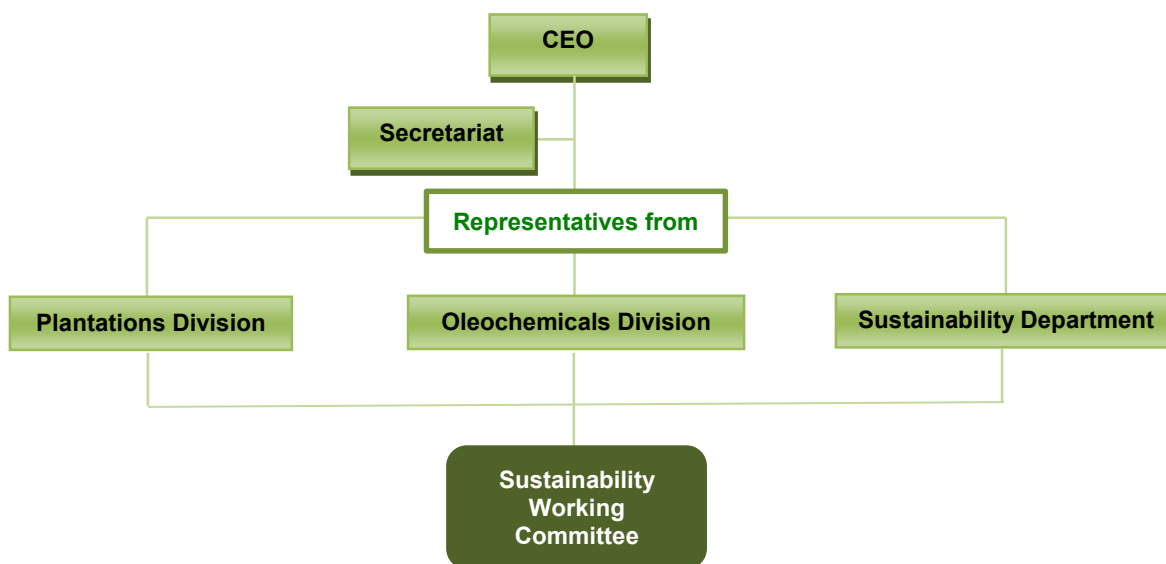 CEO
Secretariat
Representatives from
Plantations Division
Oleochemicals Division
Sustainability Department
Sustainability
Working
Committee